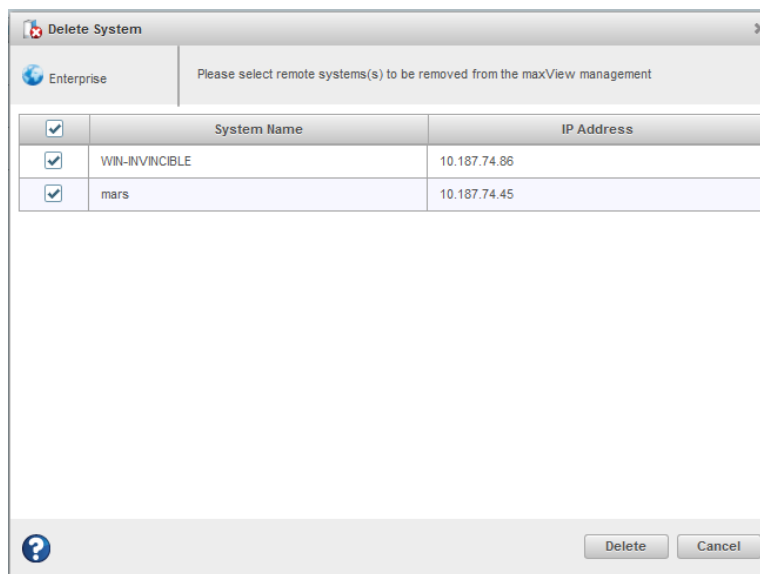 Delete System
Enterprise
Please select remote systems(s) to be removed from the maxView management
System Name IP Address
WIN-INVINCIBLE 10.187.74.86
mars 10.187.74.45
Delete Cancel